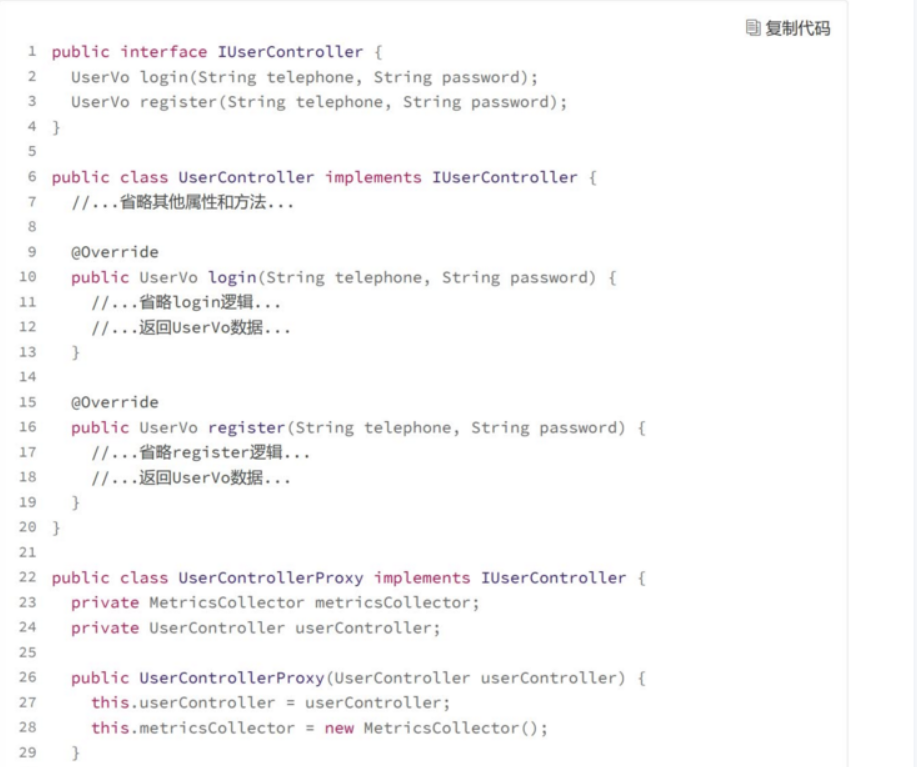 复制代码
1 public interface IUserController {
2   UserVo login(String telephone, String password);
3   UserVo register(String telephone, String password);
4 }
5
6 public class UserController implements IUserController {
7   //...省略其他属性和方法...
8
9   @Override
10   public UserVo login(String telephone, String password) {
11     //...省略login逻辑...
12     //...返回UserVo数据...
13   }
14
15   @Override
16   public UserVo register(String telephone, String password) {
17     //...省略register逻辑...
18     //...返回UserVo数据...
19   }
20 }
21
22 public class UserControllerProxy implements IUserController {
23   private MetricsCollector metricsCollector;
24   private UserController userController;
25
26   public UserControllerProxy(UserController userController) {
27     this.userController = userController;
28     this.metricsCollector = new MetricsCollector();
29   }